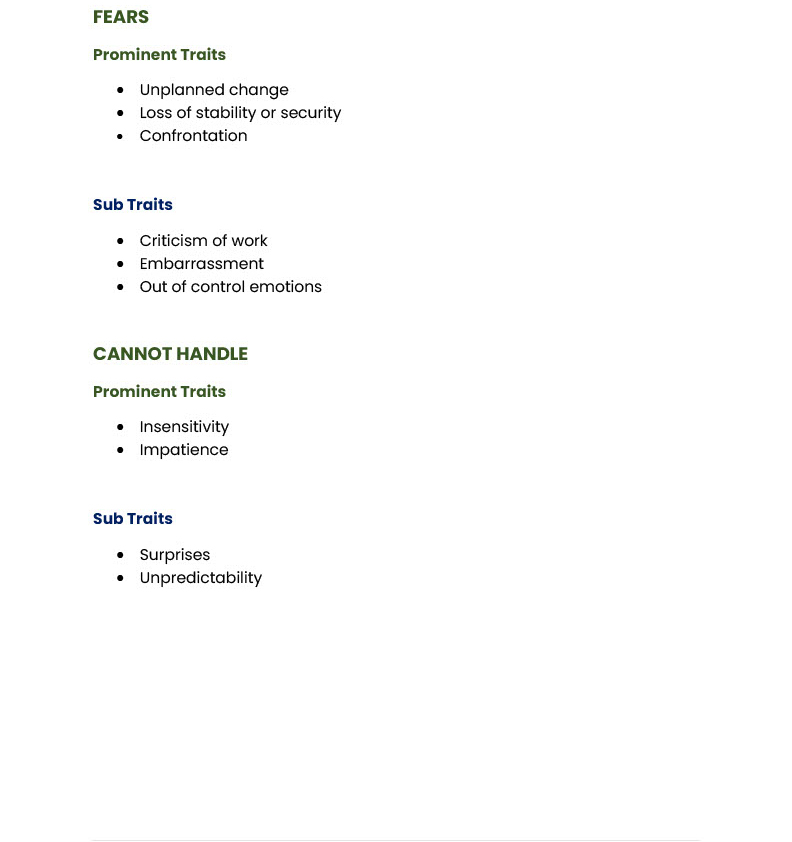 FEARS
Prominent Traits
• Unplanned change
• Loss of stability or security
• Confrontation
Sub Traits
• Criticism of work
• Embarrassment
• Out of control emotions
CANNOT HANDLE
Prominent Traits
• Insensitivity
• Impatience
Sub Traits
• Surprises
• Unpredictability